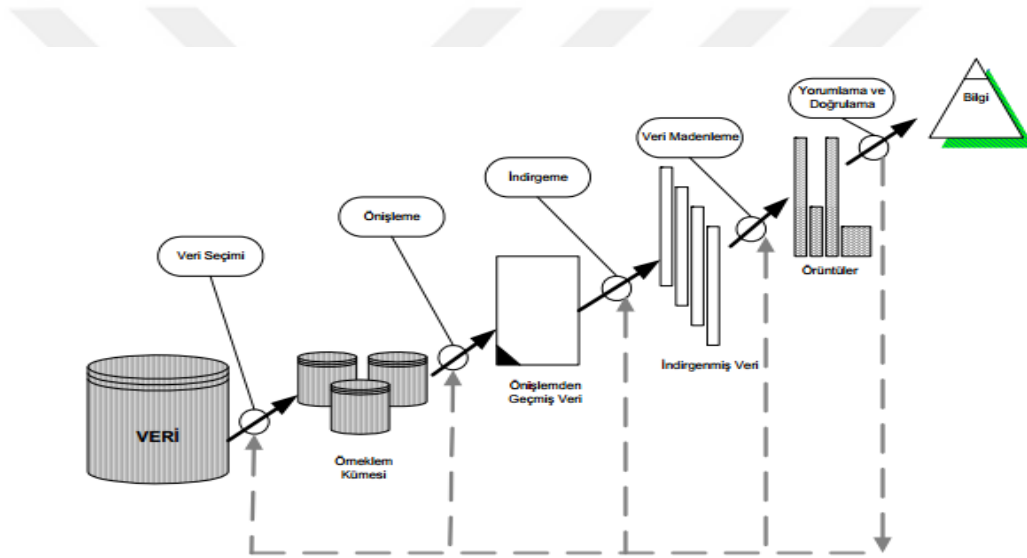 Yorumlama ve
Doğrulama
Bilgi
Veri Madenleme
İndirgeme
Önişleme
Veri Seçimi
Örüntüler
İndirgenmiş Veri
Önişlemden
Geçmiş Veri
VERİ
Örneklem
Kümesi